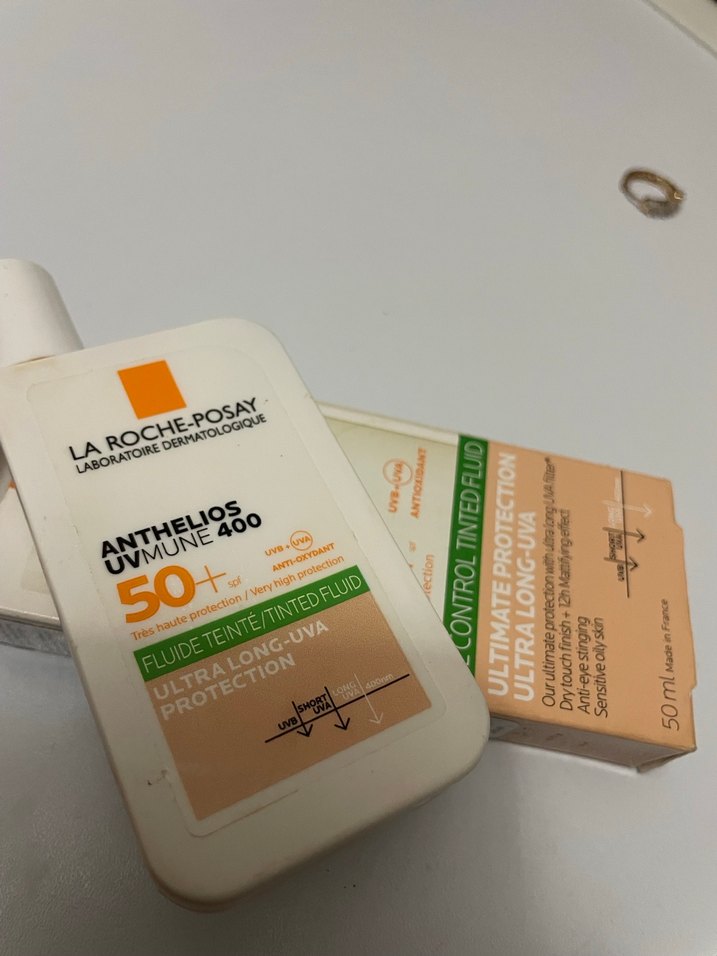 LA ROCHE-POSAY
LABORATOIRE DERMATOLOGIQUE
ANTHELIOS
UVMUNE 400
50+ spf
UVB + UVA
ANTI-OXYDANT
Très haute protection / Very high protection
FLUIDE TEINTÉ/TINTED FLUID
ULTRA LONG-UVA
PROTECTION
UVB
SHORT UVA
LONG UVA
400nm
UVB + UVA
ANTIOXIDANT
CONTROL TINTED FLUID
ULTIMATE PROTECTION
ULTRA LONG-UVA
Our ultimate protection with ultra long UVA filter*
Dry touch finish + 12h Mattifying effect
Anti-eye stinging
Sensitive oily skin
UVB
SHORT UVA
50 ml Made in France